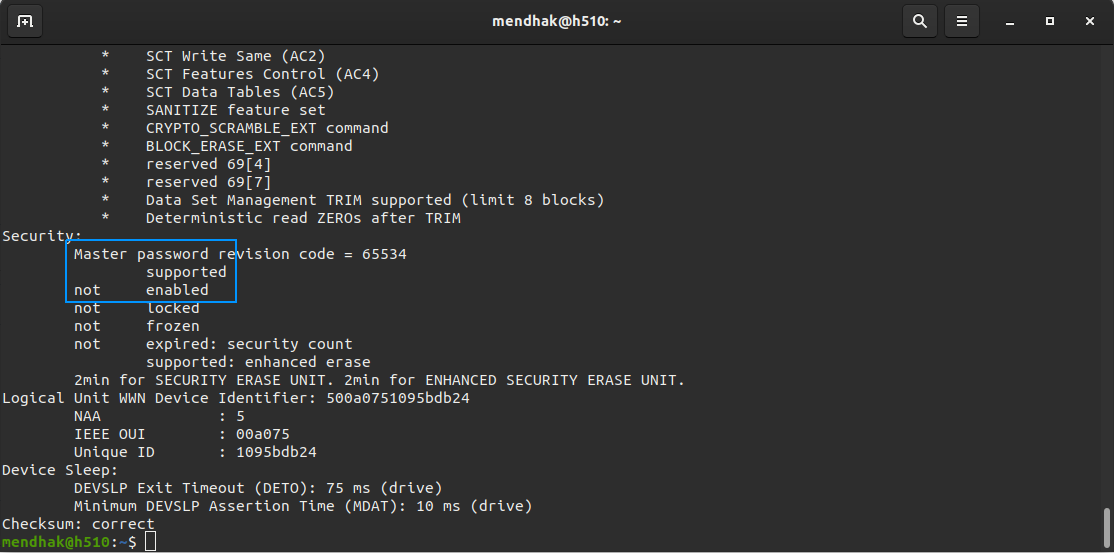 mendhak@h510: ~
* SCT Write Same (AC2)
* SCT Features Control (AC4)
* SCT Data Tables (AC5)
* SANITIZE feature set
* CRYPTO_SCRAMBLE_EXT command
* BLOCK_ERASE_EXT command
* reserved 69[4]
* reserved 69[7]
* Data Set Management TRIM supported (limit 8 blocks)
* Deterministic read ZEROs after TRIM
Security:
Master password revision code = 65534
supported
not enabled
not locked
not frozen
not expired: security count
supported: enhanced erase
2min for SECURITY ERASE UNIT. 2min for ENHANCED SECURITY ERASE UNIT.
Logical Unit WWN Device Identifier: 500a0751095bdb24
NAA : 5
IEEE OUI : 00a075
Unique ID : 1095bdb24
Device Sleep:
DEVSLP Exit Timeout (DETO): 75 ms (drive)
Minimum DEVSLP Assertion Time (MDAT): 10 ms (drive)
Checksum: correct
mendhak@h510:~$